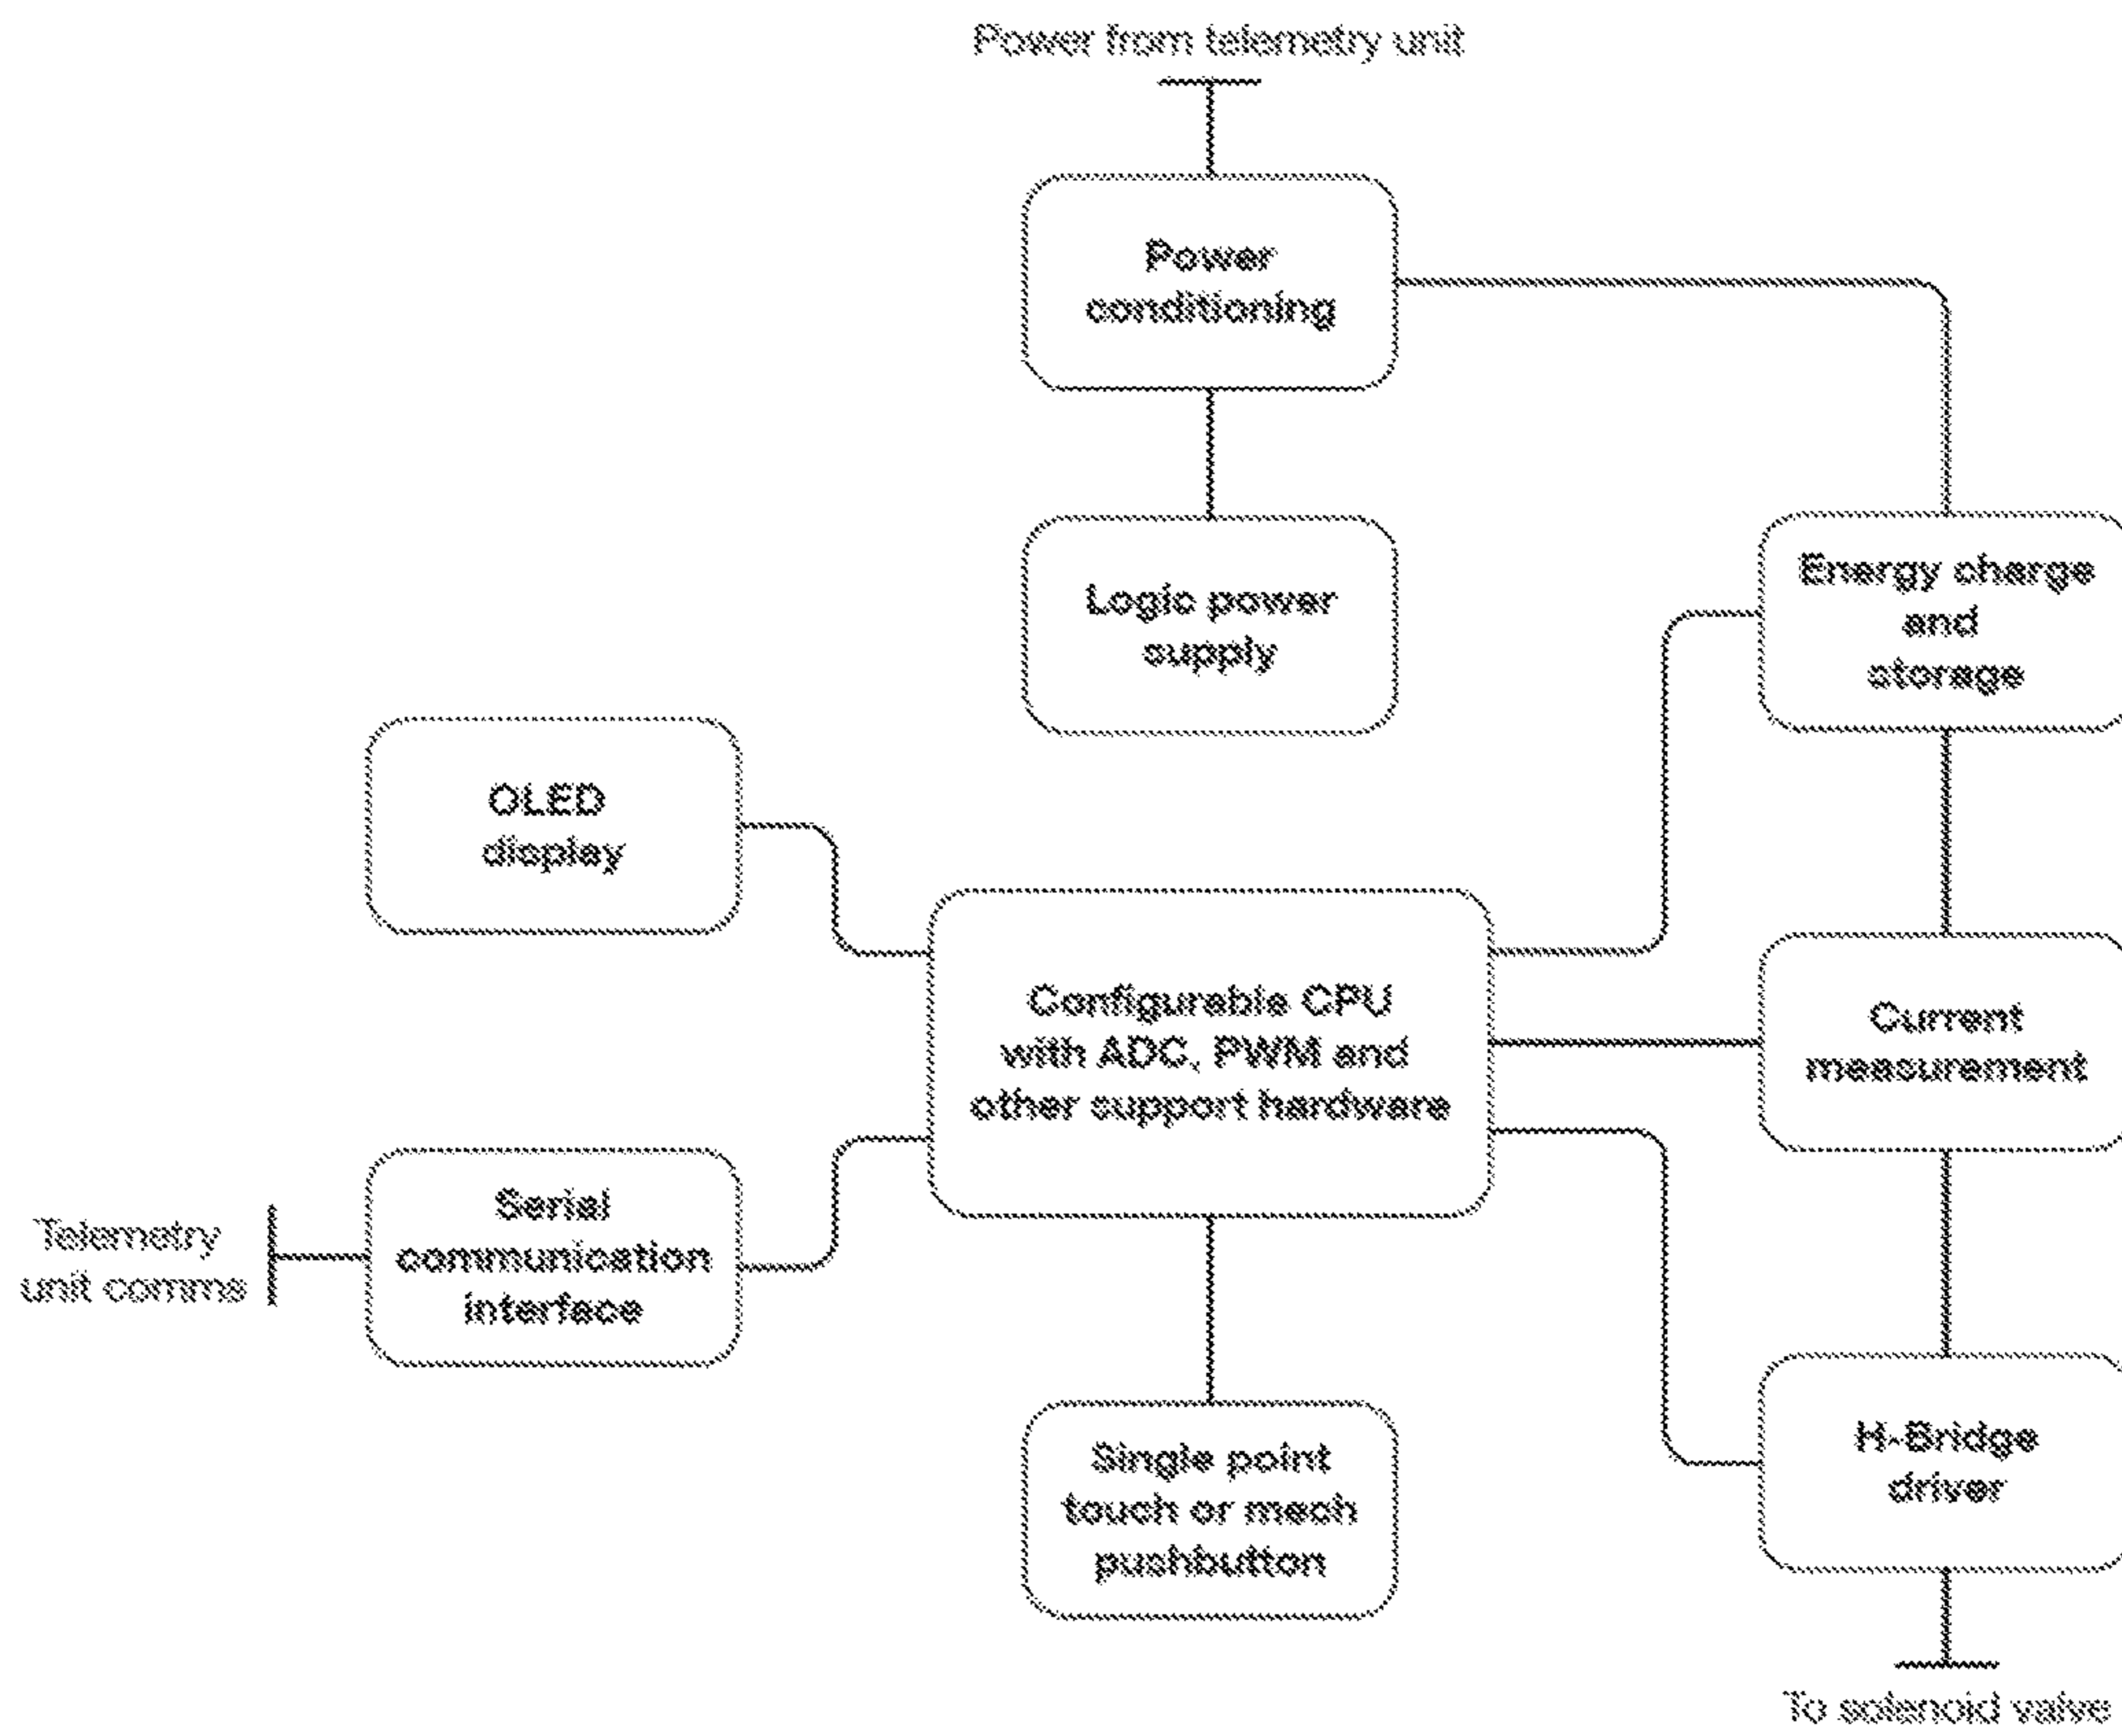 Power from telemetry unit
Power
conditioning
Logic power
supply
Energy charge
and
storage
OLED
display
Configurable CPU
with ADC, PWM and
other support hardware
Current
measurement
Telemetry
unit comms
Serial
communication
interface
Single point
touch or mech
pushbutton
H-Bridge
driver
To solenoid valve